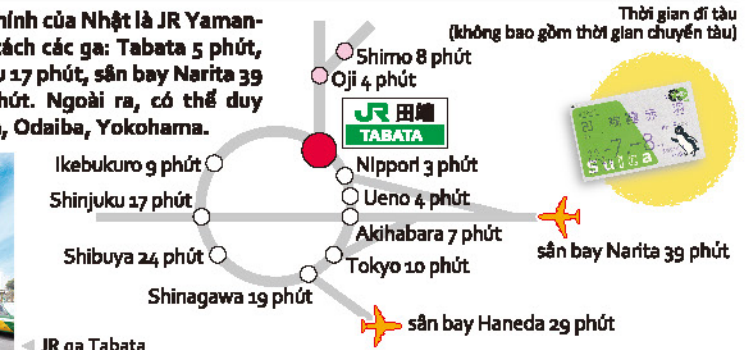 hính của Nhật là JR Yaman-
cách các ga: Tabata 5 phút,
u 17 phút, sân bay Narita 39
hút. Ngoài ra, có thể duy
, Odaiba, Yokohama.
Thời gian đi tàu
(không bao gồm thời gian chuyển tàu)
Shimo 8 phút
Oji 4 phút
JR 田端
TABATA
Suica
Ikebukuro 9 phút
Nippori 3 phút
Shinjuku 17 phút
Ueno 4 phút
Akihabara 7 phút
sân bay Narita 39 phút
Shibuya 24 phút
Tokyo 10 phút
Shinagawa 19 phút
sân bay Haneda 29 phút
JR ga Tabata